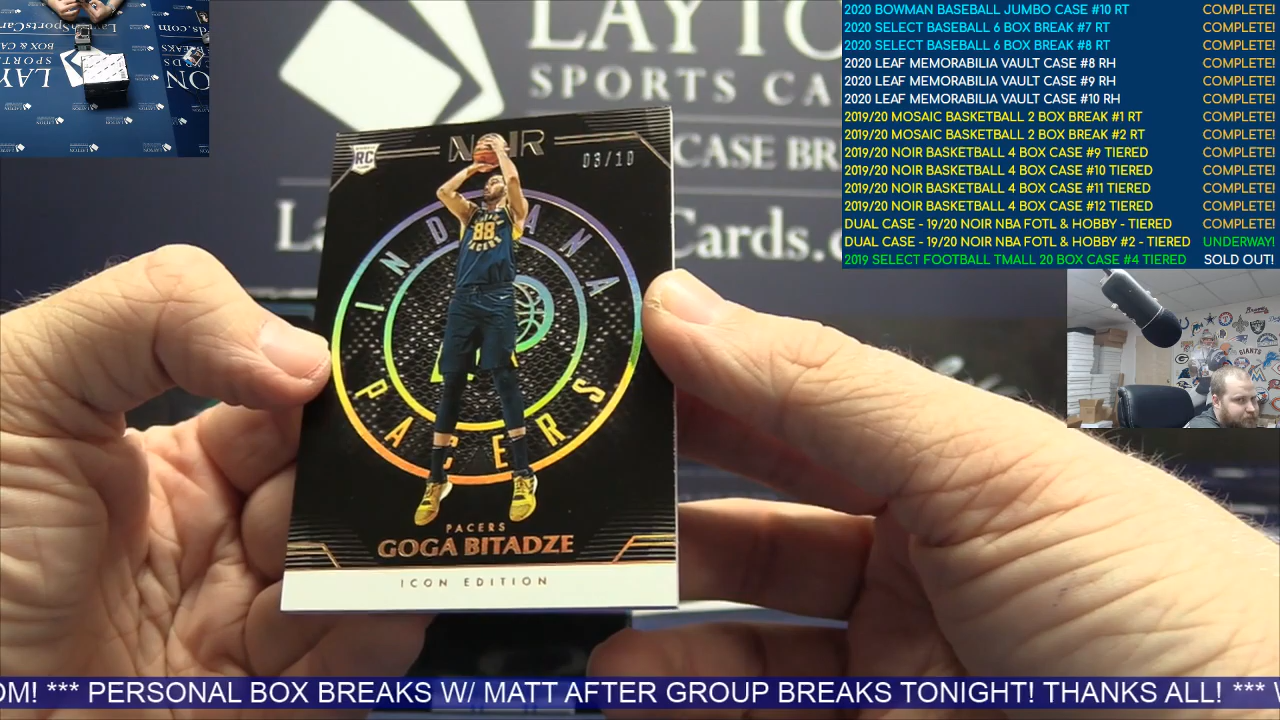 LAYTO
SPORTS CA
CASE BR
Cards.c
2020 BOWMAN BASEBALL JUMBO CASE #10 RT COMPLETE!
2020 SELECT BASEBALL 6 BOX BREAK #7 RT COMPLETE!
2020 SELECT BASEBALL 6 BOX BREAK #8 RT COMPLETE!
2020 LEAF MEMORABILIA VAULT CASE #8 RH COMPLETE!
2020 LEAF MEMORABILIA VAULT CASE #9 RH COMPLETE!
2020 LEAF MEMORABILIA VAULT CASE #10 RH COMPLETE!
2019/20 MOSAIC BASKETBALL 2 BOX BREAK #1 RT COMPLETE!
2019/20 MOSAIC BASKETBALL 2 BOX BREAK #2 RT COMPLETE!
2019/20 NOIR BASKETBALL 4 BOX CASE #9 TIERED COMPLETE!
2019/20 NOIR BASKETBALL 4 BOX CASE #10 TIERED COMPLETE!
2019/20 NOIR BASKETBALL 4 BOX CASE #11 TIERED COMPLETE!
2019/20 NOIR BASKETBALL 4 BOX CASE #12 TIERED COMPLETE!
DUAL CASE - 19/20 NOIR NBA FOTL & HOBBY - TIERED COMPLETE!
DUAL CASE - 19/20 NOIR NBA FOTL & HOBBY #2 - TIERED UNDERWAY!
2019 SELECT FOOTBALL TMALL 20 BOX CASE #4 TIERED SOLD OUT!
RC
NOIR
03/10
INDIANA
88
PACERS
PACERS
GOGA BITADZE
ICON EDITION
GIANTS
OM! *** PERSONAL BOX BREAKS W/ MATT AFTER GROUP BREAKS TONIGHT! THANKS ALL! ***